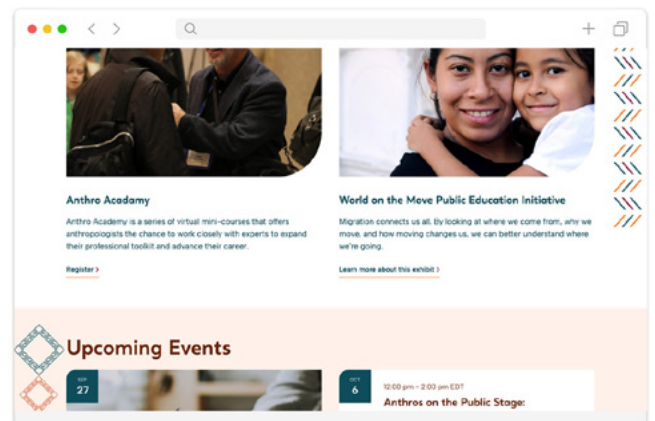 Anthro Acadamy
Anthro Academy is a series of virtual mini-courses that offers
anthropologists the chance to work closely with experts to expand
their professional toolkit and advance their career.
Register >
World on the Move Public Education Initiative
Migration connects us all. By looking at where we come from, why we
move, and how moving changes us, we can better understand where
we're going.
Learn more about this exhibit >
Upcoming Events
SEP
27
OCT
6
12:00 pm - 2:00 pm EDT
Anthros on the Public Stage: